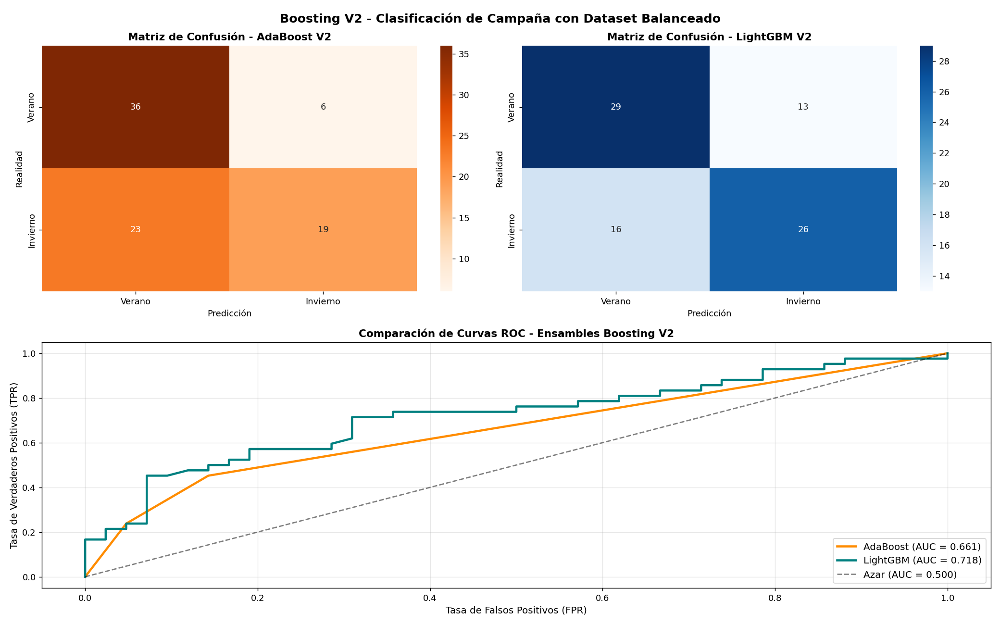 Boosting V2 - Clasificación de Campaña con Dataset Balanceado
Matriz de Confusión - AdaBoost V2
Realidad
Verano
Invierno
36
6
23
19
Verano
Invierno
Predicción
35
30
25
20
15
10
Matriz de Confusión - LightGBM V2
Realidad
Verano
Invierno
29
13
16
26
Verano
Invierno
Predicción
28
26
24
22
20
18
16
14
Comparación de Curvas ROC - Ensambles Boosting V2
Tasa de Verdaderos Positivos (TPR)
1.0
0.8
0.6
0.4
0.2
0.0
AdaBoost (AUC = 0.661)
LightGBM (AUC = 0.718)
Azar (AUC = 0.500)
0.0
0.2
0.4
0.6
0.8
1.0
Tasa de Falsos Positivos (FPR)